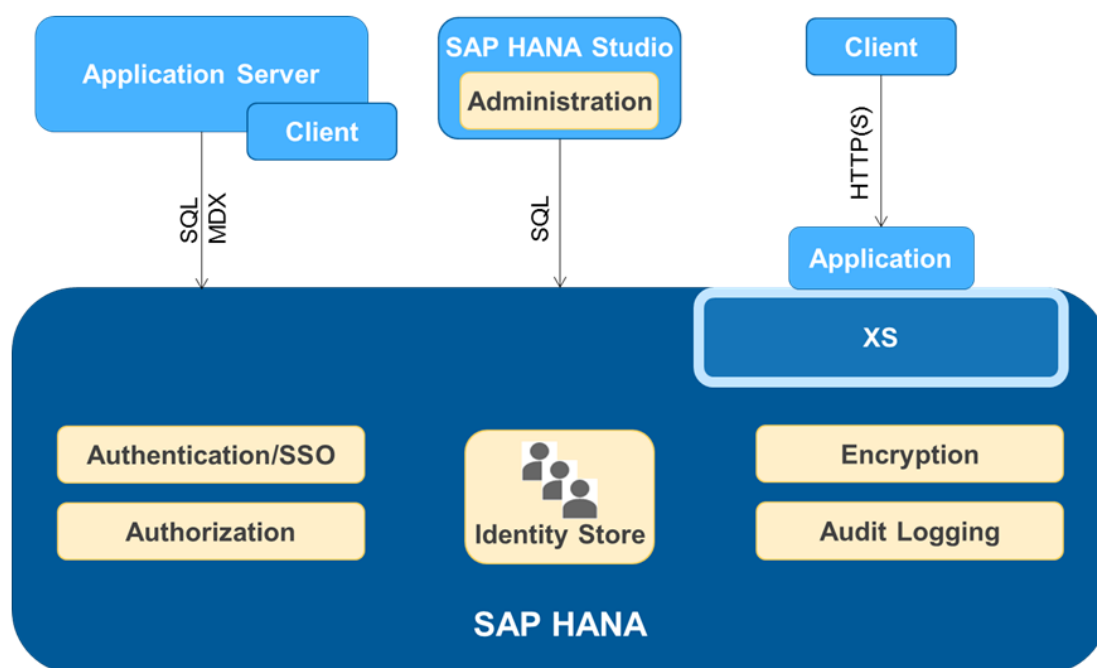 Application Server
Client
SAP HANA Studio
Administration
Client
SQL
MDX
SQL
HTTP(S)
Application
XS
Authentication/SSO
Authorization
Identity Store
Encryption
Audit Logging
SAP HANA